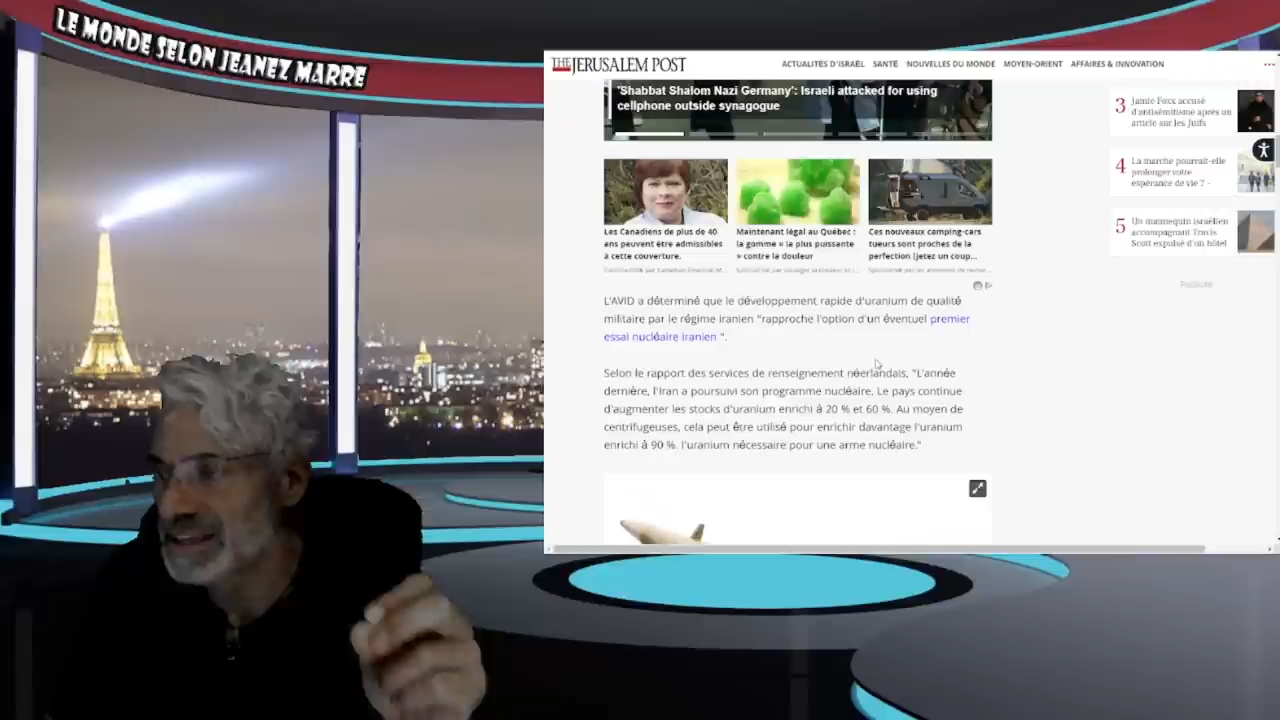 LE MONDE SELON JEANEZ MARRE
THE JERUSALEM POST
ACTUALITÉS D'ISRAËL SANTÉ NOUVELLES DU MONDE MOYEN-ORIENT AFFAIRES & INNOVATION
'Shabbat Shalom Nazi Germany': Israeli attacked for using
cellphone outside synagogue
Les Canadiens de plus de 40
ans peuvent être admissibles
à cette couverture.
Maintenant légal au Québec :
la gomme « la plus puissante
» contre la douleur
Ces nouveaux camping-cars
tueurs sont proches de la
perfection (jetez un coup...
L'AVID a déterminé que le développement rapide d'uranium de qualité
militaire par le régime iranien "rapproche l'option d'un éventuel premier
essai nucléaire iranien ".
Selon le rapport des services de renseignement néerlandais, "L'année
dernière, l'Iran a poursuivi son programme nucléaire. Le pays continue
d'augmenter les stocks d'uranium enrichi à 20 % et 60 %. Au moyen de
centrifugeuses, cela peut être utilisé pour enrichir davantage l'uranium
enrichi à 90 %. l'uranium nécessaire pour une arme nucléaire."
3 Jamie Foxx accusé
d'antisémitisme après un
article sur les Juifs
4 La marche pourrait-elle
prolonger votre
espérance de vie ? -
5 Un mannequin israélien
accompagnant Travis
Scott expulsé d'un hôtel
Publicité